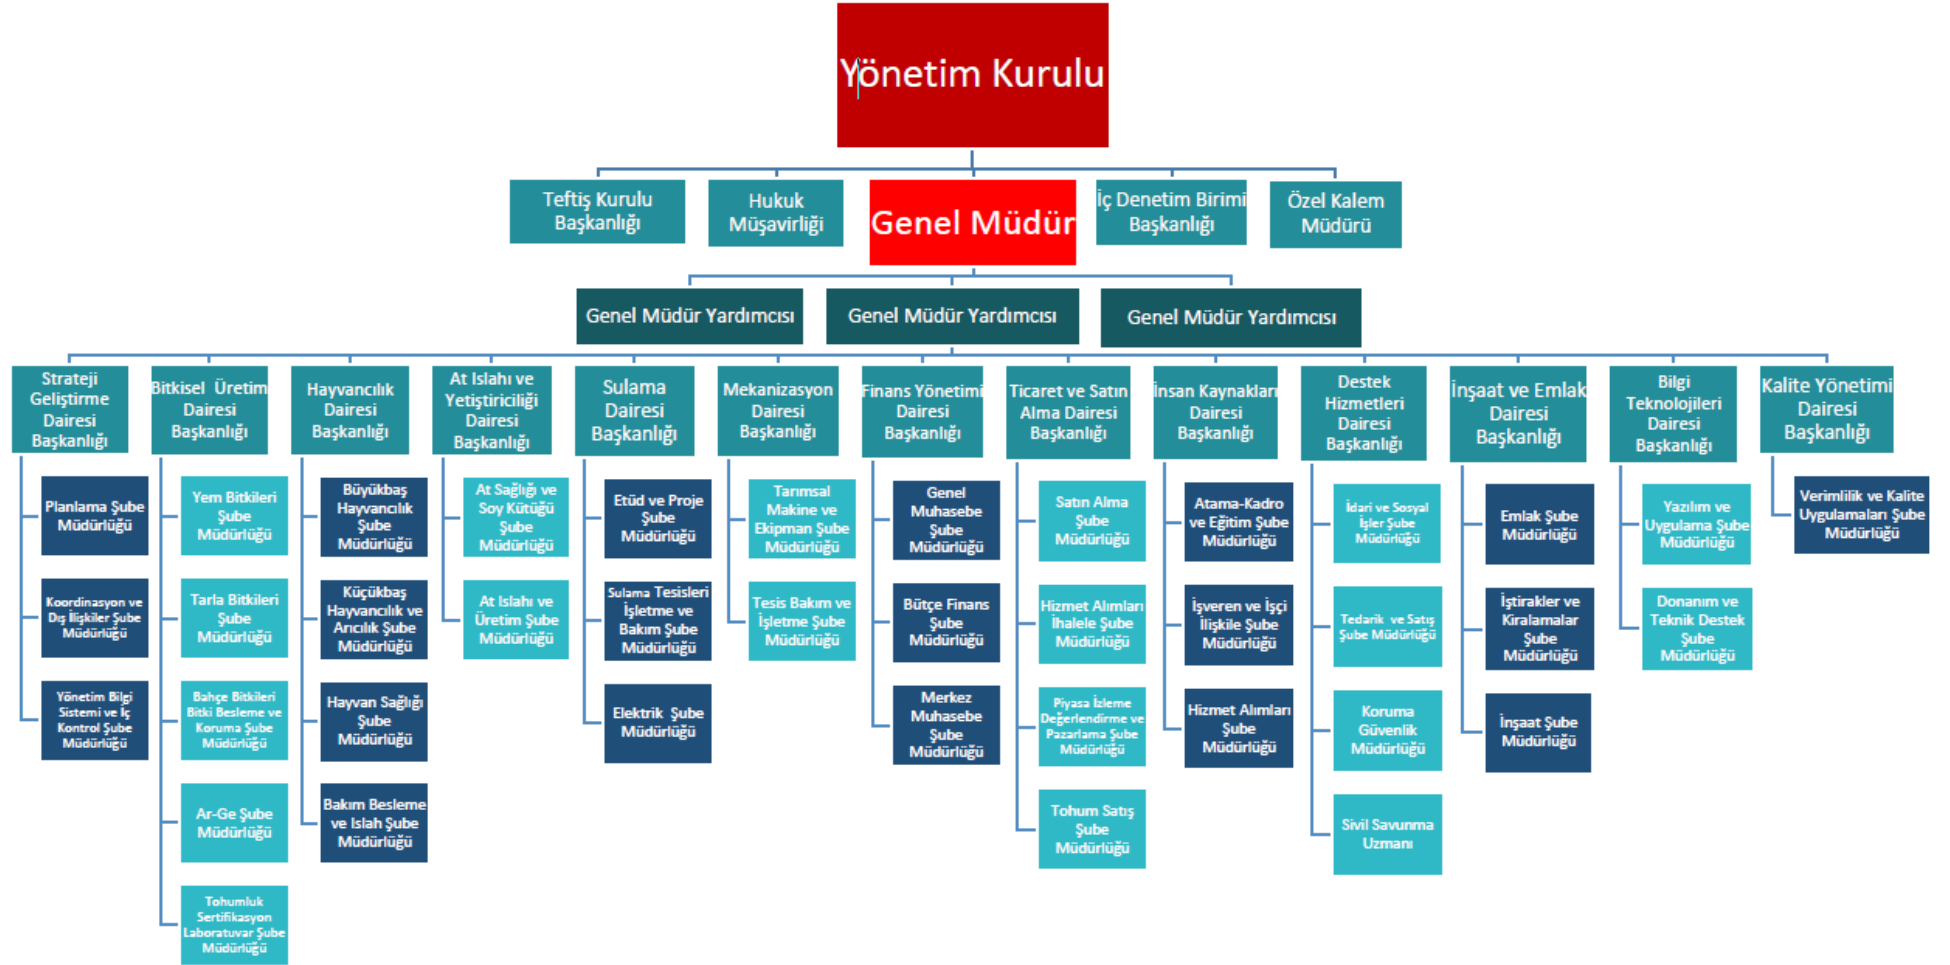 Yönetim Kurulu
Teftiş Kurulu
Başkanlığı
Hukuk
Müşavirliği
Genel Müdür
İç Denetim Birimi
Başkanlığı
Özel Kalem
Müdürü
Genel Müdür Yardımcısı
Genel Müdür Yardımcısı
Genel Müdür Yardımcısı
Strateji
Geliştirme
Dairesi
Başkanlığı
Planlama Şube
Müdürlüğü
Koordinasyon ve
Dış İlişkiler Şube
Müdürlüğü
Yönetim Bilgi
Sistemi ve İç
Kontrol Şube
Müdürlüğü
Bitkisel Üretim
Dairesi
Başkanlığı
Yem Bitkileri
Şube
Müdürlüğü
Tarla Bitkileri
Şube
Müdürlüğü
Bahçe Bitkileri
Bitki Besleme ve
Koruma Şube
Müdürlüğü
Ar-Ge Şube
Müdürlüğü
Tohumluk
Sertifikasyon
Laboratuvar Şube
Müdürlüğü
Hayvancılık
Dairesi
Başkanlığı
Büyükbaş
Hayvancılık
Şube
Müdürlüğü
Küçükbaş
Hayvancılık ve
Arıcılık Şube
Müdürlüğü
Hayvan Sağlığı
Şube
Müdürlüğü
Bakım Besleme
ve Islah Şube
Müdürlüğü
At Islahı ve
Yetiştiriciliği
Dairesi
Başkanlığı
At Sağlığı ve
Soy Kütüğü
Şube
Müdürlüğü
At Islahı ve
Üretim Şube
Müdürlüğü
Sulama
Dairesi
Başkanlığı
Etüd ve Proje
Şube
Müdürlüğü
Sulama Tesisleri
İşletme ve
Bakım Şube
Müdürlüğü
Elektrik Şube
Müdürlüğü
Mekanizasyon
Dairesi
Başkanlığı
Tarımsal
Makine ve
Ekipman Şube
Müdürlüğü
Tesis Bakım ve
İşletme Şube
Müdürlüğü
Finans Yönetimi
Dairesi
Başkanlığı
Genel
Muhasebe
Şube
Müdürlüğü
Bütçe Finans
Şube
Müdürlüğü
Merkez
Muhasebe
Şube
Müdürlüğü
Ticaret ve Satın
Alma Dairesi
Başkanlığı
Satın Alma
Şube
Müdürlüğü
Hizmet Alımları
İhalele Şube
Müdürlüğü
Piyasa İzleme
Değerlendirme ve
Pazarlama Şube
Müdürlüğü
Tohum Satış
Şube
Müdürlüğü
İnsan Kaynakları
Dairesi
Başkanlığı
Atama-Kadro
ve Eğitim Şube
Müdürlüğü
İşveren ve İşçi
İlişkile Şube
Müdürlüğü
Hizmet Alımları
Şube
Müdürlüğü
Destek
Hizmetleri
Dairesi
Başkanlığı
İdari ve Sosyal
İşler Şube
Müdürlüğü
Tedarik ve Satış
Şube Müdürlüğü
Koruma
Güvenlik
Müdürlüğü
Sivil Savunma
Uzmanı
İnşaat ve Emlak
Dairesi
Başkanlığı
Emlak Şube
Müdürlüğü
İştirakler ve
Kiralamalar
Şube
Müdürlüğü
İnşaat Şube
Müdürlüğü
Bilgi
Teknolojileri
Dairesi
Başkanlığı
Yazılım ve
Uygulama Şube
Müdürlüğü
Donanım ve
Teknik Destek
Şube
Müdürlüğü
Kalite Yönetimi
Dairesi
Başkanlığı
Verimlilik ve Kalite
Uygulamaları Şube
Müdürlüğü